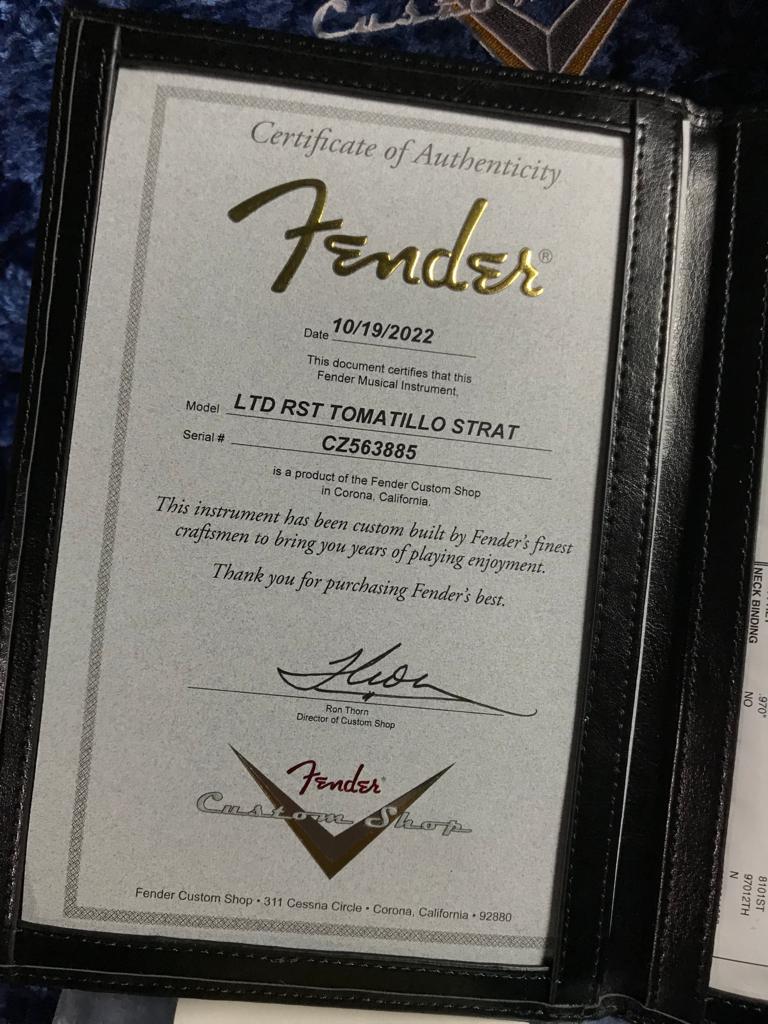 Custom
Certificate of Authenticity
Fender®
Date 10/19/2022
This document certifies that this
Fender Musical Instrument,
Model LTD RST TOMATILLO STRAT
Serial # CZ563885
is a product of the Fender Custom Shop
in Corona, California.
This instrument has been custom built by Fender's finest
craftsmen to bring you years of playing enjoyment.
Thank you for purchasing Fender's best.
Ron Thorn
Director of Custom Shop
Fender®
Custom Shop
Fender Custom Shop • 311 Cessna Circle • Corona, California • 92880
NECK BINDING
.970"
NO
8101ST
97012TH
N